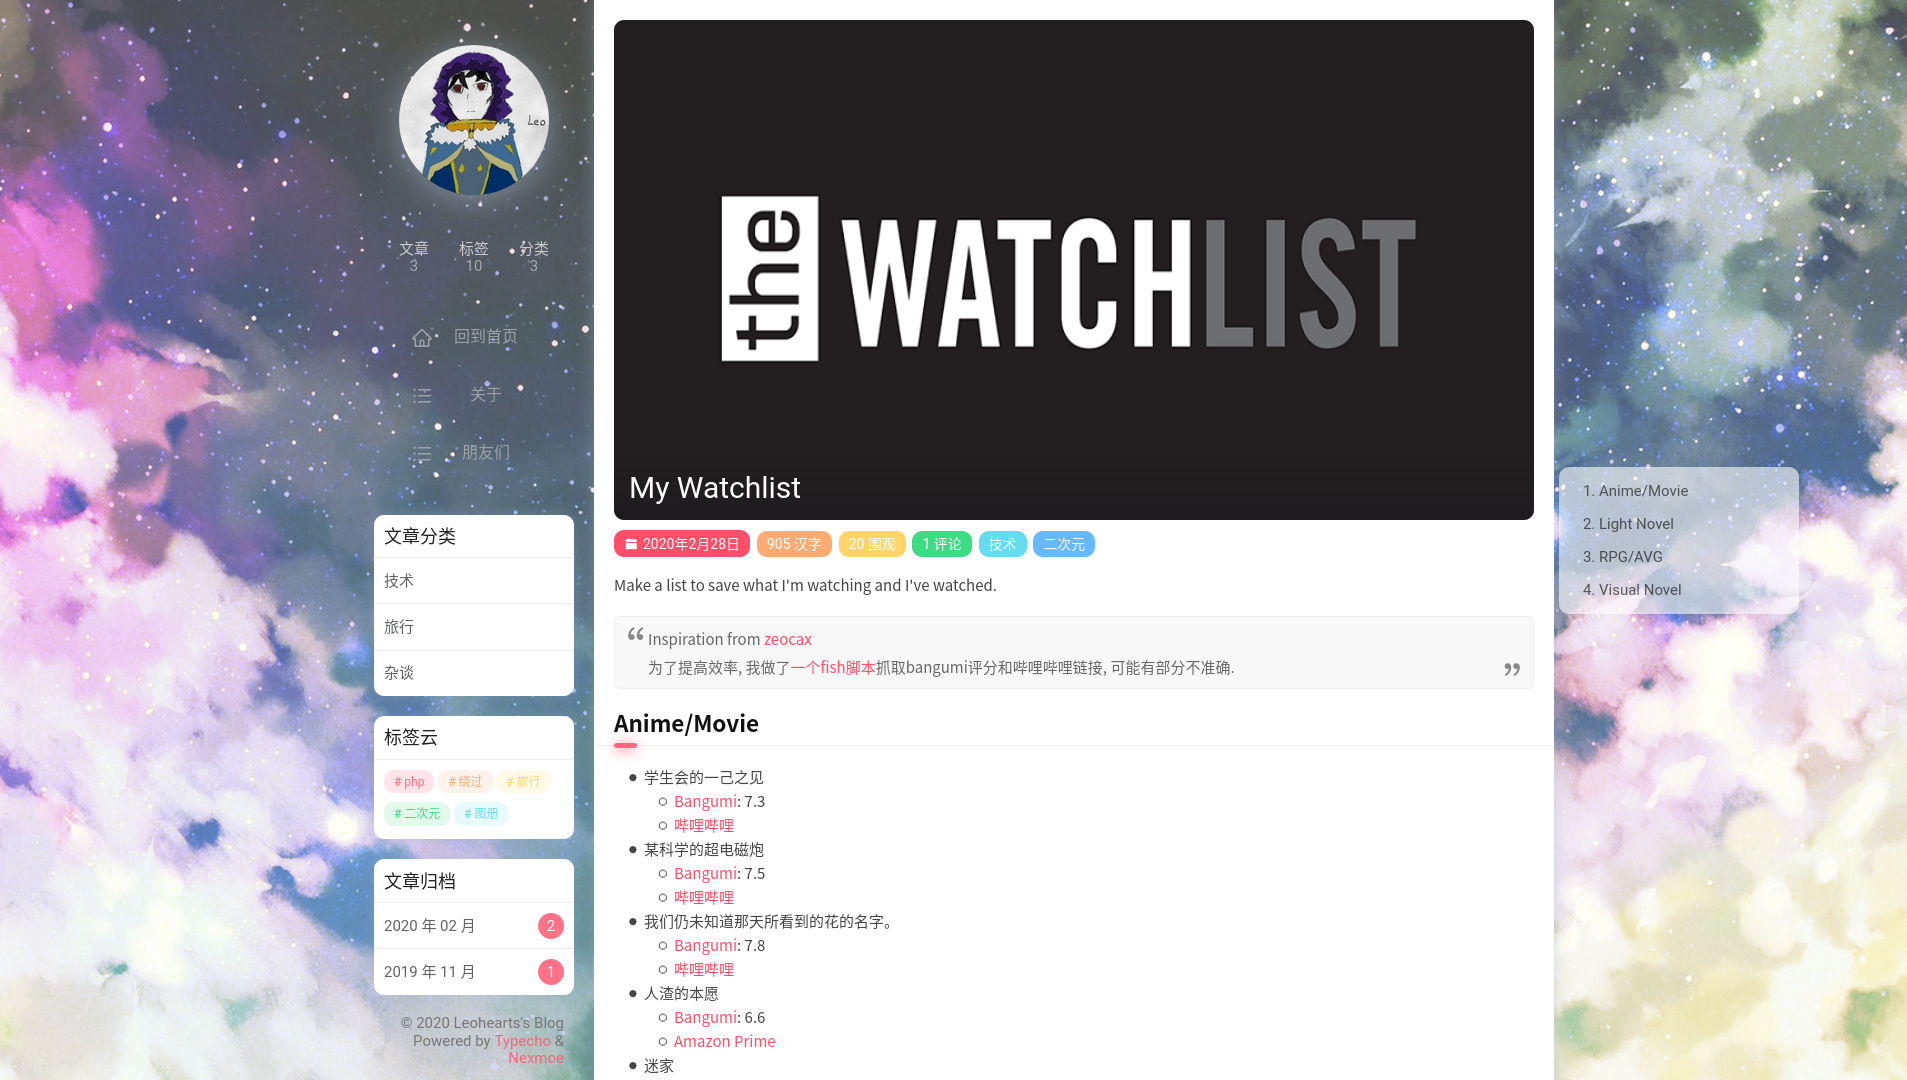 Leo
文章 标签 分类
3 10 3
回到首页
关于
朋友们
文章分类
技术
旅行
杂谈
标签云
# php # 绕过 # 旅行
# 二次元 # 图册
文章归档
2020 年 02 月 2
2019 年 11 月 1
© 2020 Leohearts's Blog
Powered by Typecho &
Nexmoe
the WATCHLIST
My Watchlist
2020年2月28日 905 汉字 20 围观 1 评论 技术 二次元
Make a list to save what I'm watching and I've watched.
“ Inspiration from zeocax
为了提高效率, 我做了一个fish脚本抓取bangumi评分和哔哩哔哩链接, 可能有部分不准确. ”
Anime/Movie
● 学生会的一己之见
○ Bangumi: 7.3
○ 哔哩哔哩
● 某科学的超电磁炮
○ Bangumi: 7.5
○ 哔哩哔哩
● 我们仍未知道那天所看到的花的名字。
○ Bangumi: 7.8
○ 哔哩哔哩
● 人渣的本愿
○ Bangumi: 6.6
○ Amazon Prime
● 迷家
1. Anime/Movie
2. Light Novel
3. RPG/AVG
4. Visual Novel